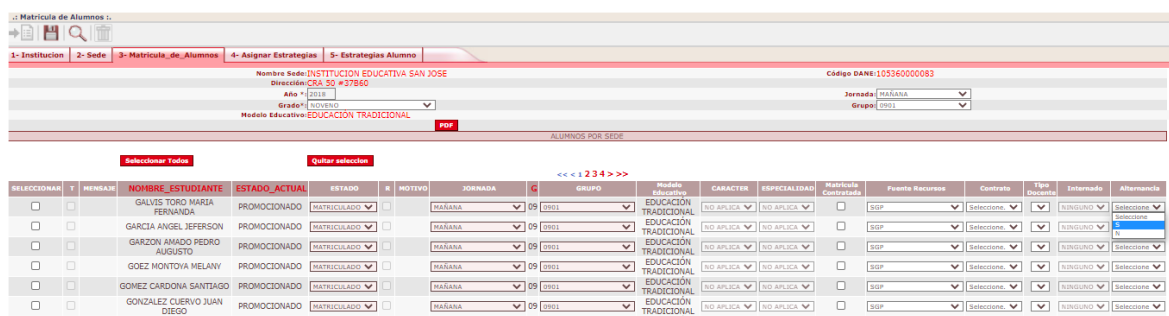 .: Matricula de Alumnos :.
1- Institucion 2- Sede 3- Matricula_de_Alumnos 4- Asignar Estrategias 5- Estrategias Alumno
Nombre Sede: INSTITUCION EDUCATIVA SAN JOSE Código DANE: 105360000083
Dirección: CRA 50 #37B60
Año *: 2018 Jornada: MAÑANA
Grado*: NOVENO Grupo: 0901
Modelo Educativo: EDUCACIÓN TRADICIONAL
PDF
ALUMNOS POR SEDE
Seleccionar Todos Quitar seleccion
<< < 1 2 3 4 > >>
SELECCIONAR T MENSAJE NOMBRE_ESTUDIANTE ESTADO_ACTUAL ESTADO R MOTIVO JORNADA G GRUPO Modelo Educativo CARACTER ESPECIALIDAD Matricula Contratada Fuente Recursos Contrato Tipo Docente Internado Alternancia
GALVIS TORO MARIA FERNANDA PROMOCIONADO MATRICULADO MAÑANA 09 0901 EDUCACIÓN TRADICIONAL NO APLICA NO APLICA SGP Seleccione. NINGUNO Seleccione
Seleccione
S
N
GARCIA ANGEL JEFERSON PROMOCIONADO MATRICULADO MAÑANA 09 0901 EDUCACIÓN TRADICIONAL NO APLICA NO APLICA SGP Seleccione. NINGUNO
GARZON AMADO PEDRO AUGUSTO PROMOCIONADO MATRICULADO MAÑANA 09 0901 EDUCACIÓN TRADICIONAL NO APLICA NO APLICA SGP Seleccione. NINGUNO Seleccione
GOEZ MONTOYA MELANY PROMOCIONADO MATRICULADO MAÑANA 09 0901 EDUCACIÓN TRADICIONAL NO APLICA NO APLICA SGP Seleccione. NINGUNO Seleccione
GOMEZ CARDONA SANTIAGO PROMOCIONADO MATRICULADO MAÑANA 09 0901 EDUCACIÓN TRADICIONAL NO APLICA NO APLICA SGP Seleccione. NINGUNO Seleccione
GONZALEZ CUERVO JUAN DIEGO PROMOCIONADO MATRICULADO MAÑANA 09 0901 EDUCACIÓN TRADICIONAL NO APLICA NO APLICA SGP Seleccione. NINGUNO Seleccione